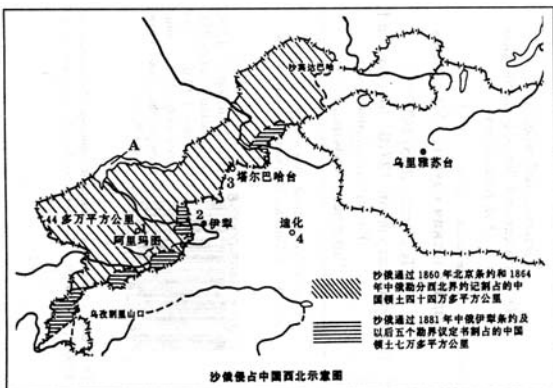 沙宾达巴哈
A
乌里雅苏台
塔尔巴哈台
3
44多万平方公里
2
伊犁
迪化
4
1
阿里玛图
沙俄通过1860年北京条约和1864
年中俄勘分西北界约记割占的中
国领土四十四万多平方公里
乌孜别里山口
沙俄通过1881年中俄伊犁条约及
以后五个勘界议定书割占的中国
领土七万多平方公里
沙俄侵占中国西北示意图